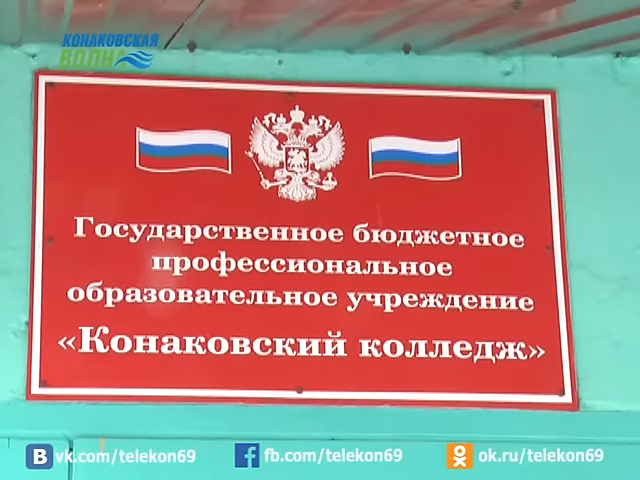 КОНАКОВСКАЯ
ВОЛНА
Государственное бюджетное
профессиональное
образовательное учреждение
«Конаковский колледж»
vk.com/telekon69 fb.com/telekon69 ok.ru/telekon69